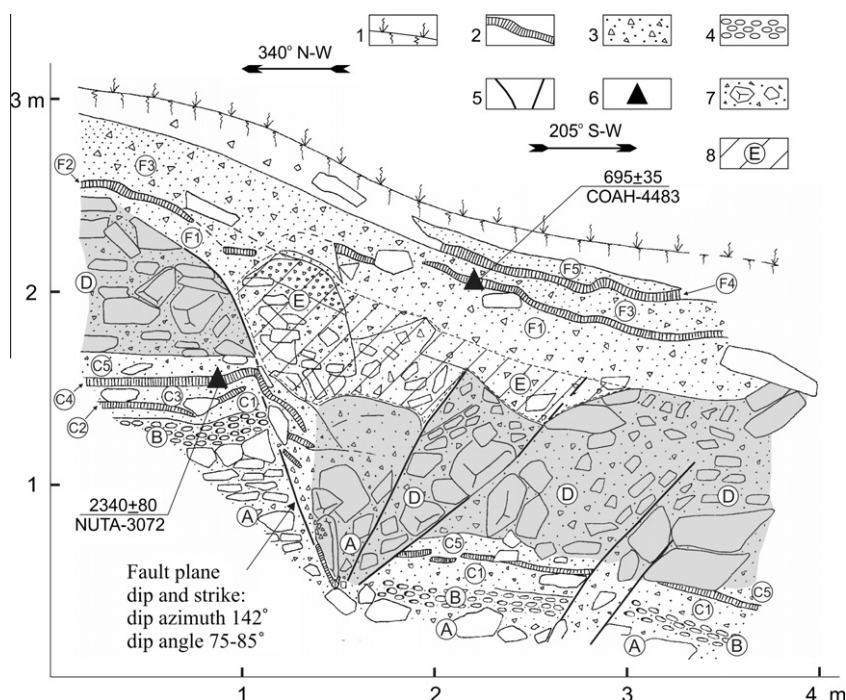 340° N-W
1
2
3
4
5
6
7
205° S-W
8 E
3 m
695±35
COAH-4483
F2
F3
F1
F5
F4
F3
F1
D
E
E
2
C5
C4
C3
C1
C2
B
1
2340±80
NUTA-3072
A
A
D
D
D
C5
C1
B
A
C5
C1
A
B
Fault plane
dip and strike:
dip azimuth 142°
dip angle 75-85°
1
2
3
4 m